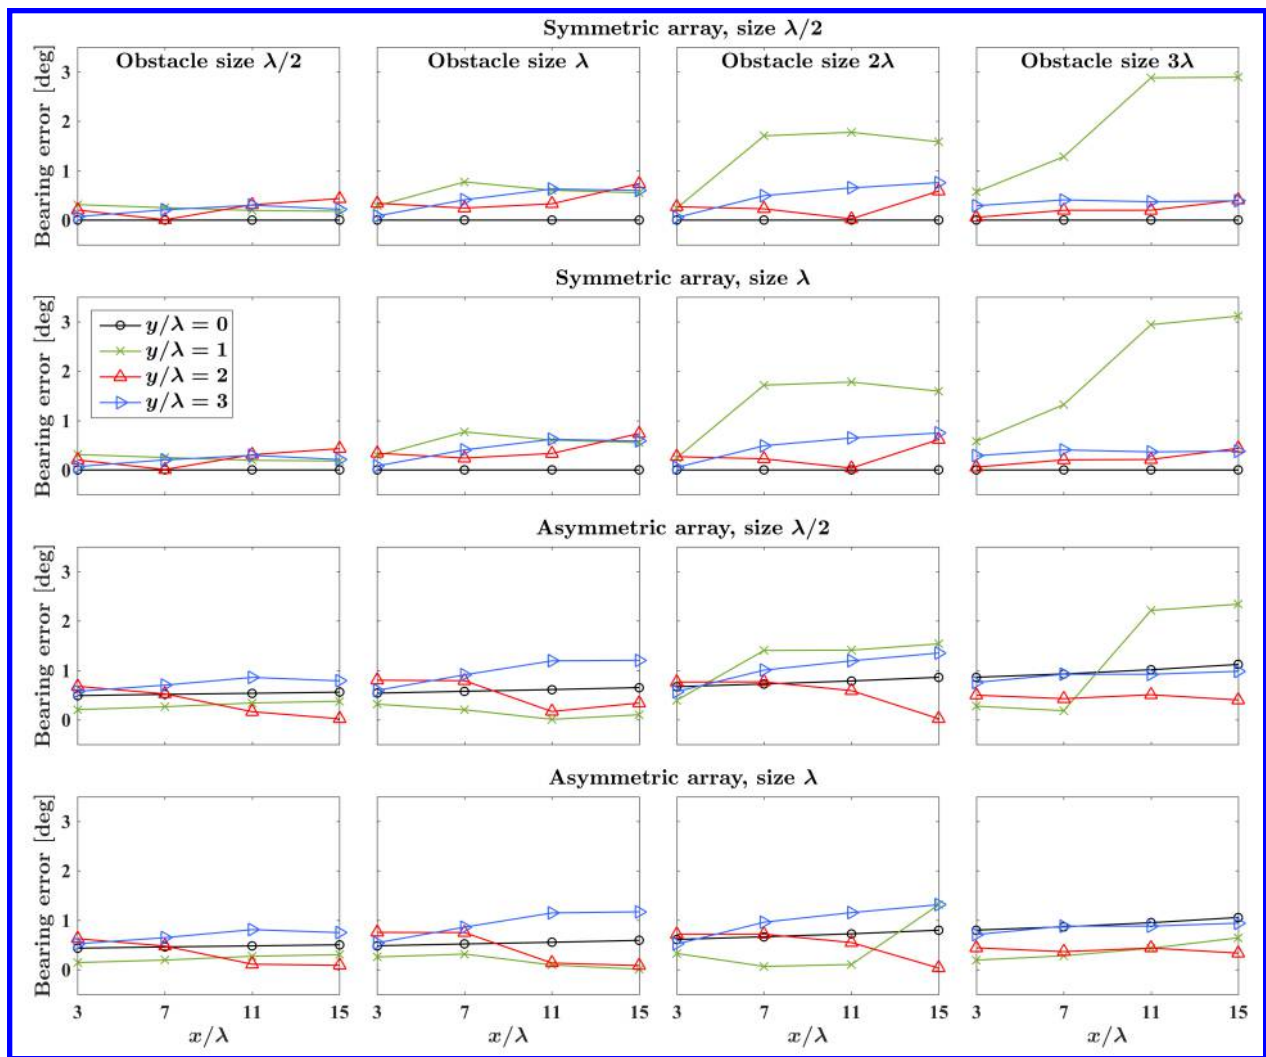 Symmetric array, size λ/2
Obstacle size λ/2
Obstacle size λ
Obstacle size 2λ
Obstacle size 3λ
Bearing error [deg]
3
2
1
0
Symmetric array, size λ
Bearing error [deg]
3
2
1
0
y/λ = 0
y/λ = 1
y/λ = 2
y/λ = 3
Asymmetric array, size λ/2
Bearing error [deg]
3
2
1
0
Asymmetric array, size λ
Bearing error [deg]
3
2
1
0
3 7 11 15
3 7 11 15
3 7 11 15
3 7 11 15
x/λ
x/λ
x/λ
x/λ